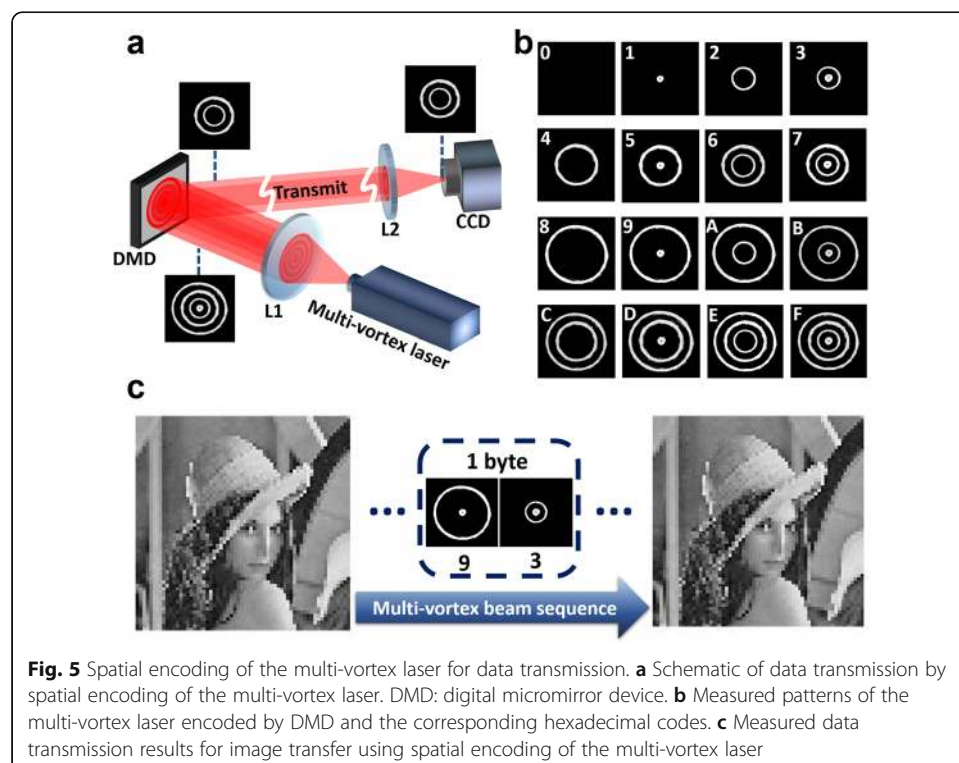 a
b
Transmit
CCD
L2
DMD
L1
Multi-vortex laser
0 1 2 3
4 5 6 7
8 9 A B
C D E F
c
1 byte
9 3
Multi-vortex beam sequence
Fig. 5 Spatial encoding of the multi-vortex laser for data transmission. a Schematic of data transmission by
spatial encoding of the multi-vortex laser. DMD: digital micromirror device. b Measured patterns of the
multi-vortex laser encoded by DMD and the corresponding hexadecimal codes. c Measured data
transmission results for image transfer using spatial encoding of the multi-vortex laser